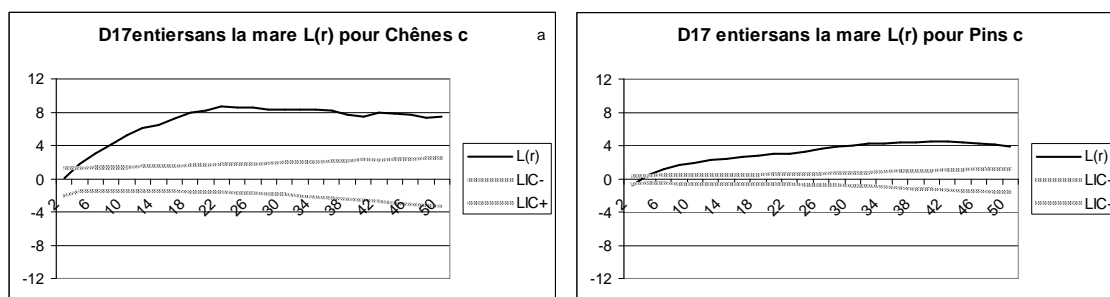 D17entiersans la mare L(r) pour Chênes c
a
12
8
4
0
-4
-8
-12
2 6 10 14 18 22 26 30 34 38 42 46 50
L(r)
LIC-
LIC+
D17 entiersans la mare L(r) pour Pins c
12
8
4
0
-4
-8
-12
2 6 10 14 18 22 26 30 34 38 42 46 50
L(r)
LIC-
LIC-